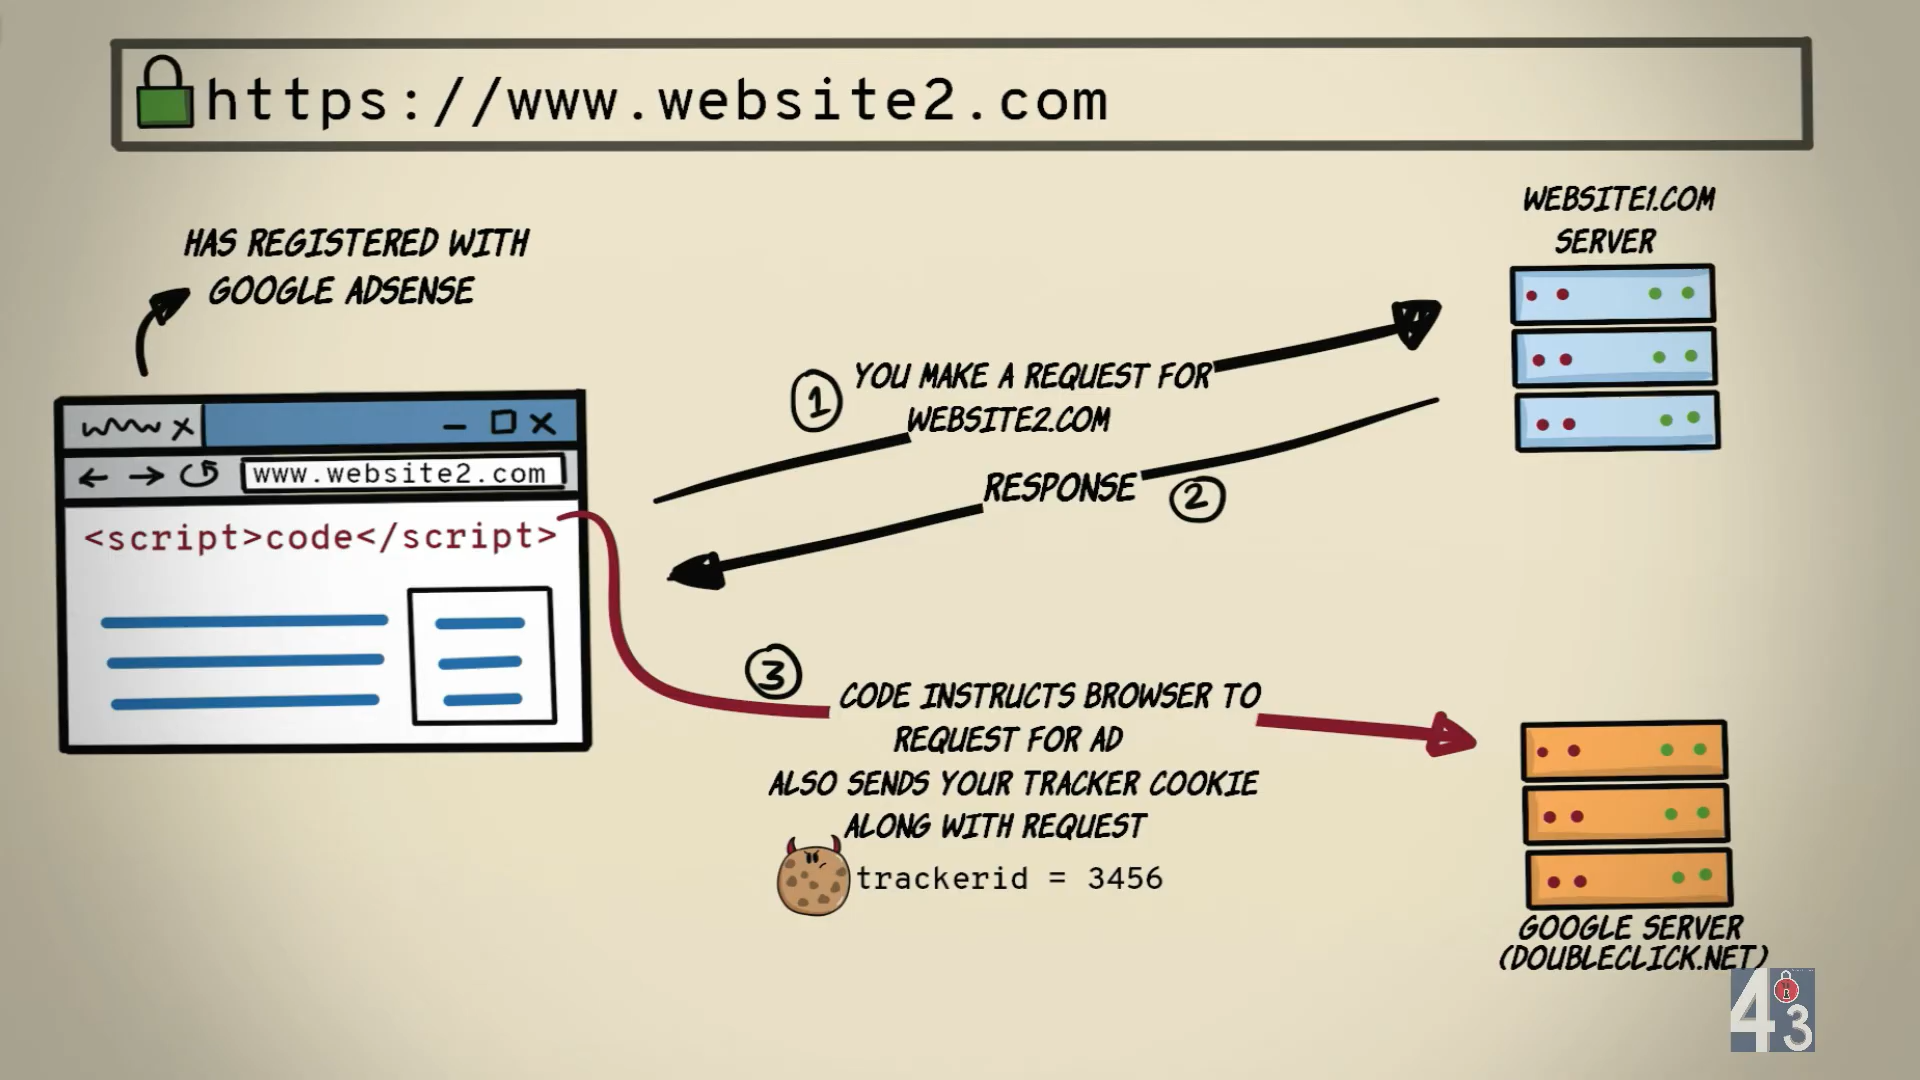 https://www.website2.com
WEBSITE1.COM
SERVER
HAS REGISTERED WITH
GOOGLE ADSENSE
1
YOU MAKE A REQUEST FOR
WEBSITE2.COM
www.website2.com
RESPONSE
2
<script>code</script>
3
CODE INSTRUCTS BROWSER TO
REQUEST FOR AD
ALSO SENDS YOUR TRACKER COOKIE
ALONG WITH REQUEST
trackerid = 3456
GOOGLE SERVER
(DOUBLECLICK.NET)
43